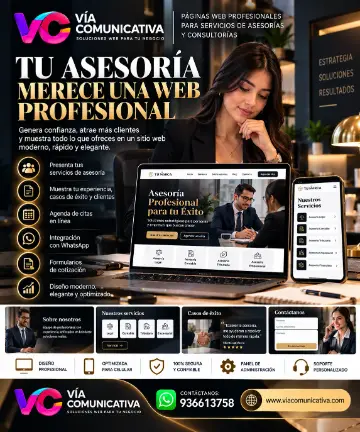 VÍA
COMUNICATIVA
SOLUCIONES WEB PARA TU NEGOCIO
PÁGINAS WEB PROFESIONALES
PARA SERVICIOS DE ASESORÍAS
Y CONSULTORÍAS
TU ASESORÍA
MERECE UNA WEB
PROFESIONAL
Genera confianza, atrae más clientes
y muestra todo lo que ofreces en un sitio web
moderno, rápido y elegante.
ESTRATEGIA
SOLUCIONES
RESULTADOS
Presenta tus
servicios de asesoría
Muestra tu experiencia,
casos de éxito y clientes
Agenda de citas
en línea
Integración
con WhatsApp
Formularios
de cotización
Diseño moderno,
elegante y optimizado
Asesoría
Profesional
para tu Éxito
Nuestros
Servicios
Sobre nosotros
Nuestros servicios
Casos de éxito
Contáctanos
DISEÑO
PROFESIONAL
OPTIMIZADA
PARA CELULAR
100% SEGURA
Y CONFIABLE
PANEL DE
ADMINISTRACIÓN
SOPORTE
PERSONALIZADO
VÍA
COMUNICATIVA
SOLUCIONES WEB PARA TU NEGOCIO
CONTÁCTANOS:
936613758
www.viacomunicativa.com